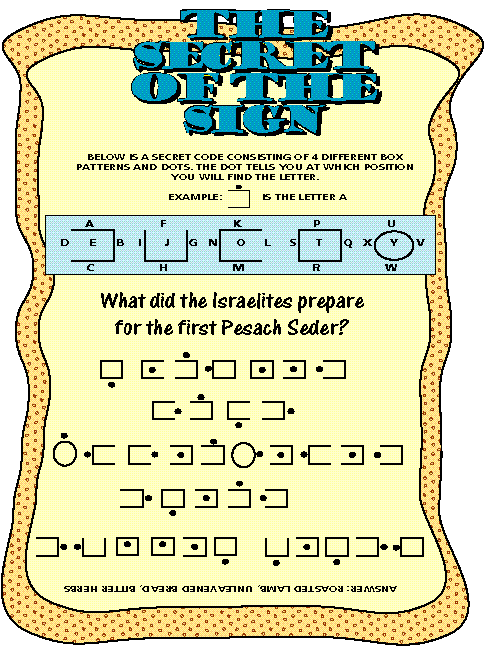 THE
SECRET
OF THE
SIGN
BELOW IS A SECRET CODE CONSISTING OF 4 DIFFERENT BOX
PATTERNS AND DOTS. THE DOT TELLS YOU AT WHICH POSITION
YOU WILL FIND THE LETTER.
EXAMPLE: IS THE LETTER A
A F K P U
D E B I J G N O L S T Q X Y V
C H M R W
What did the Israelites prepare
for the first Pesach Seder?
ANSWER: ROASTED LAMB, UNLEAVENED BREAD, BITTER HERBS